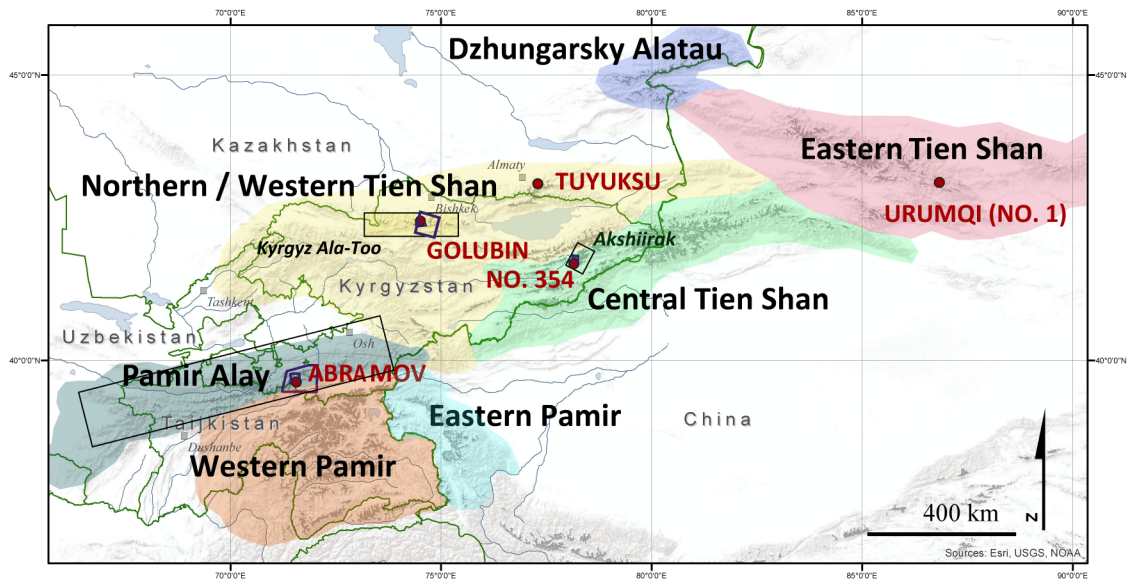 70°0'0"E 75°0'0"E 80°0'0"E 85°0'0"E 90°0'0"E
Dzhungarsky Alatau
45°0'0"N 45°0'0"N
Kazakhstan
Eastern Tien Shan
Almaty
Northern / Western Tien Shan
TUYUKSU
Bishkek
URUMQI (NO. 1)
Kyrgyz Ala-Too
GOLUBIN
Akshiirak
NO. 354
Kyrgyzstan
Central Tien Shan
Tashkent
Uzbekistan
Osh
40°0'0"N 40°0'0"N
Pamir Alay
ABRAMOV
Eastern Pamir
Taijkistan
China
Dushanbe
Western Pamir
400 km
N
Sources: Esri, USGS, NOAA
70°0'0"E 75°0'0"E 80°0'0"E 85°0'0"E 90°0'0"E